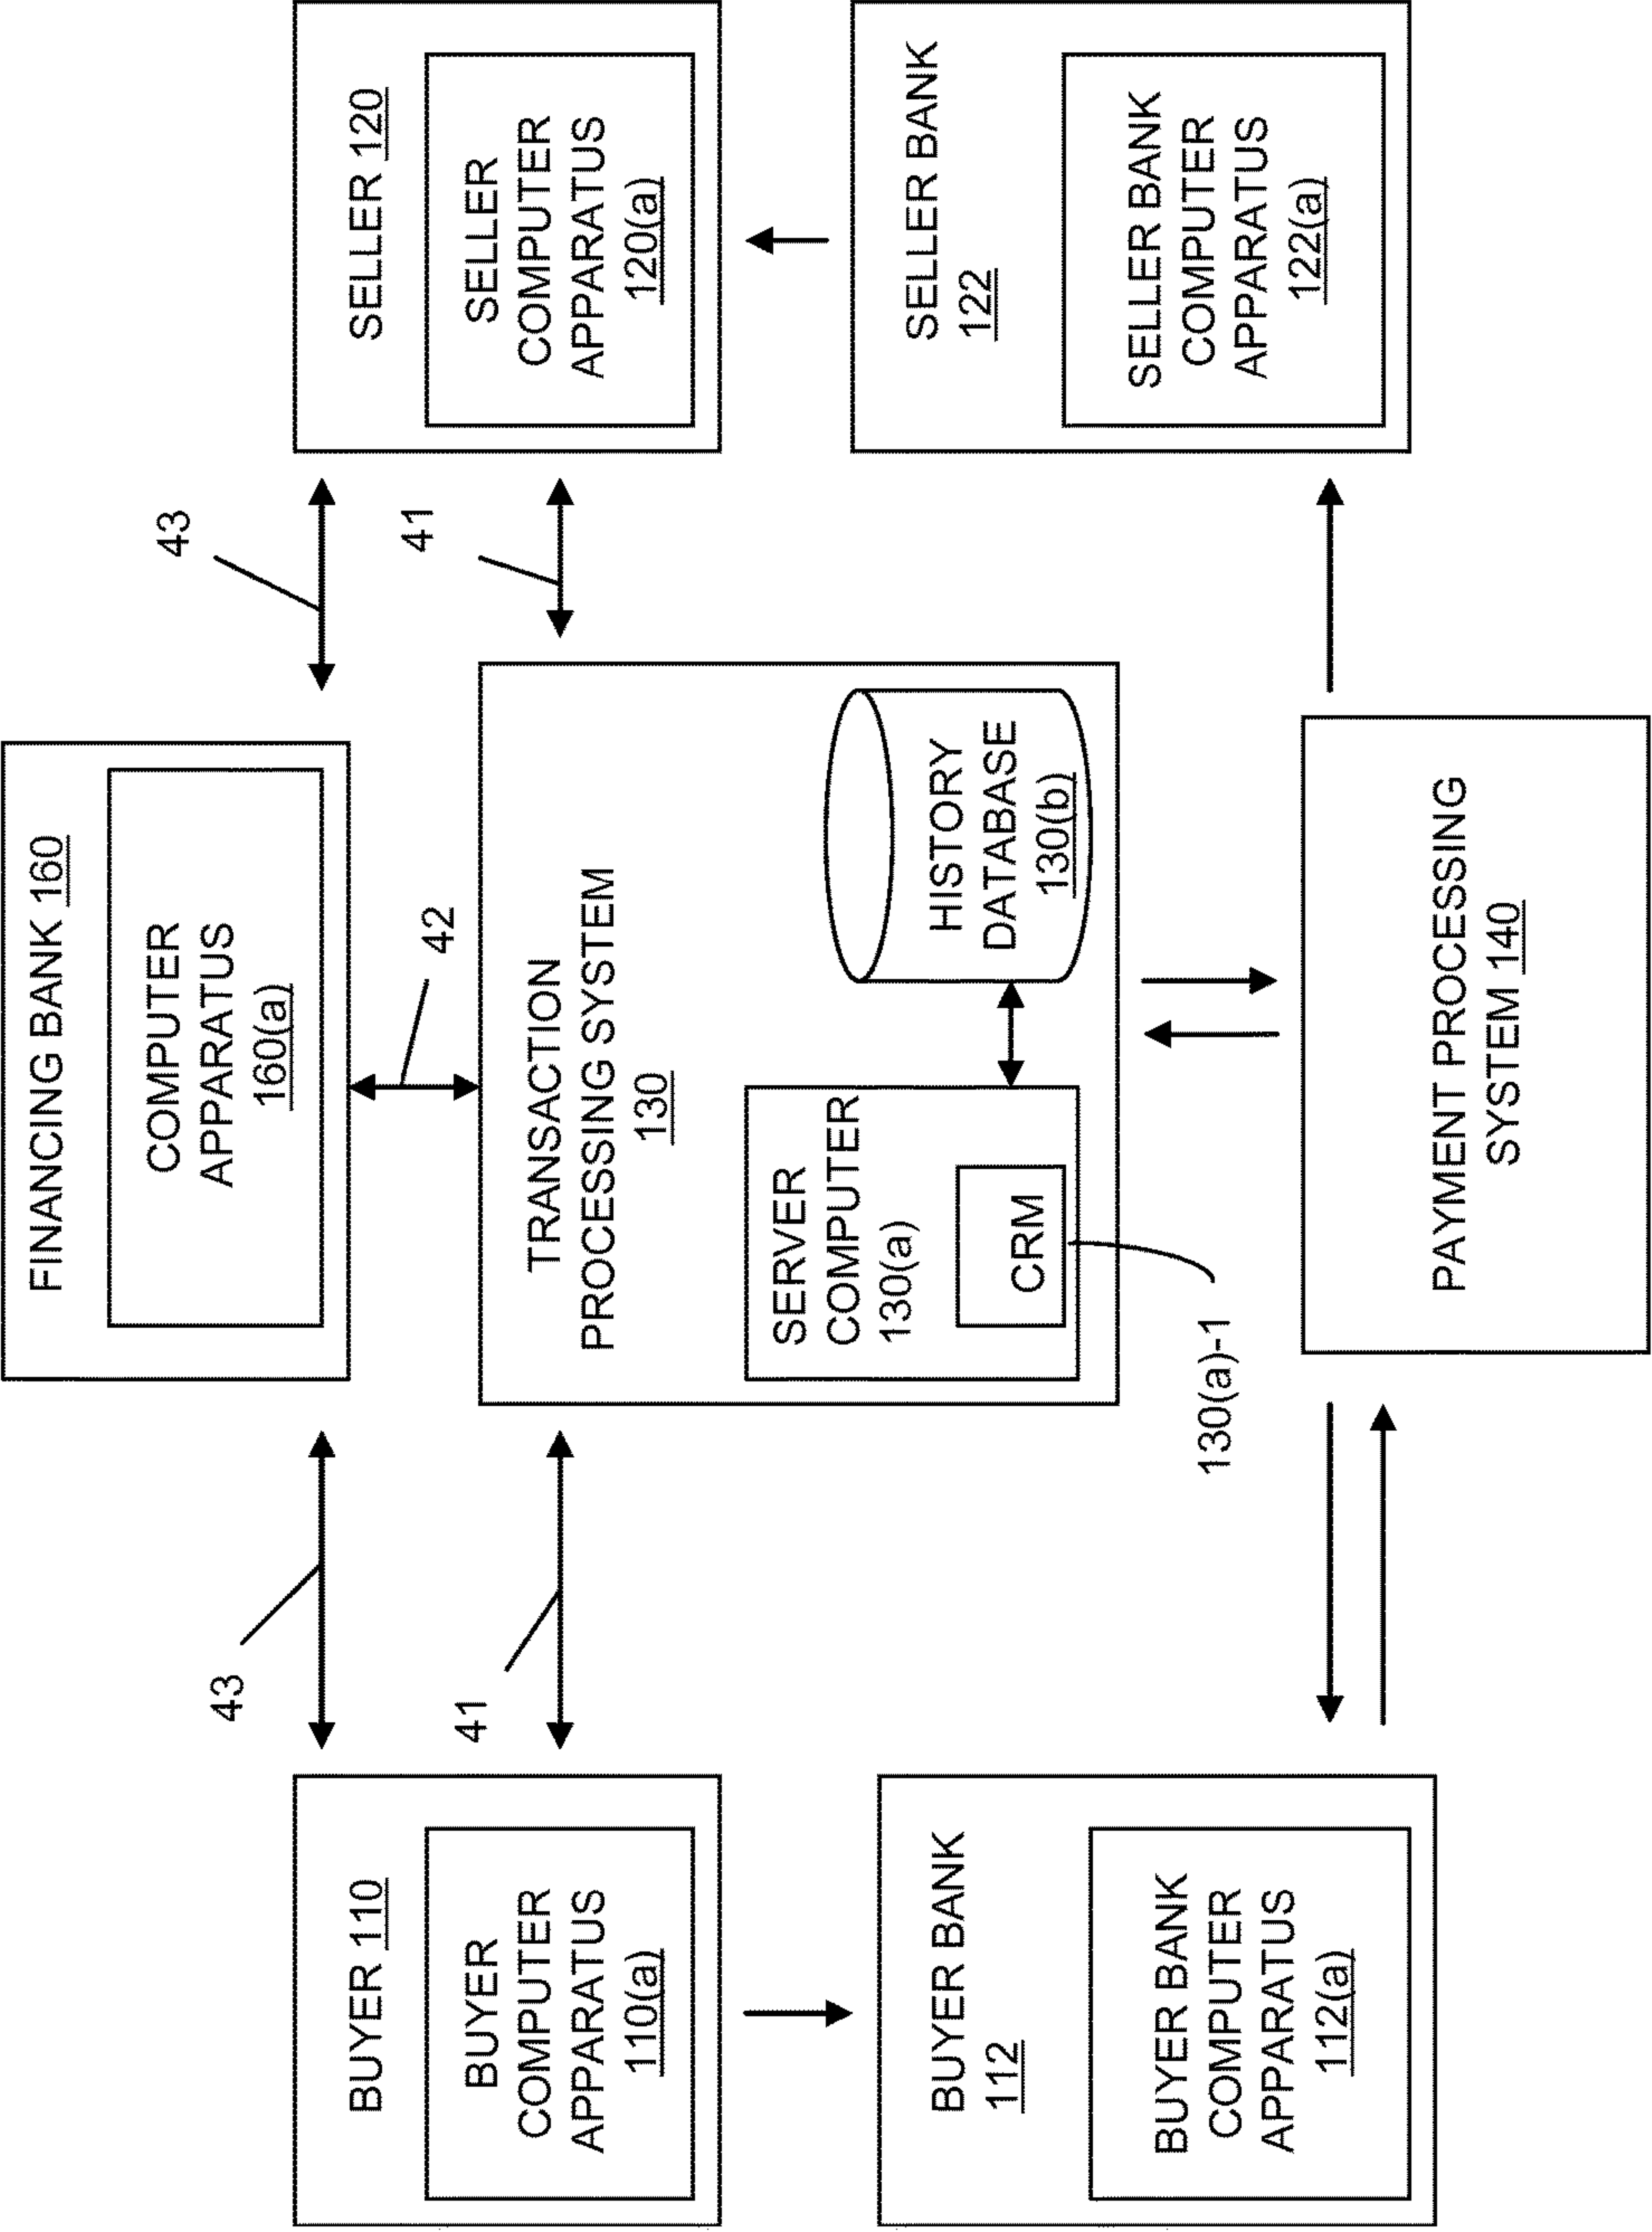 FINANCING BANK 160
COMPUTER
APPARATUS
160(a)
43
43
42
41
41
BUYER 110
BUYER
COMPUTER
APPARATUS
110(a)
TRANSACTION
PROCESSING SYSTEM
130
SERVER
COMPUTER
130(a)
CRM
HISTORY
DATABASE
130(b)
130(a)-1
SELLER 120
SELLER
COMPUTER
APPARATUS
120(a)
BUYER BANK
112
BUYER BANK
COMPUTER
APPARATUS
112(a)
PAYMENT PROCESSING
SYSTEM 140
SELLER BANK
122
SELLER BANK
COMPUTER
APPARATUS
122(a)